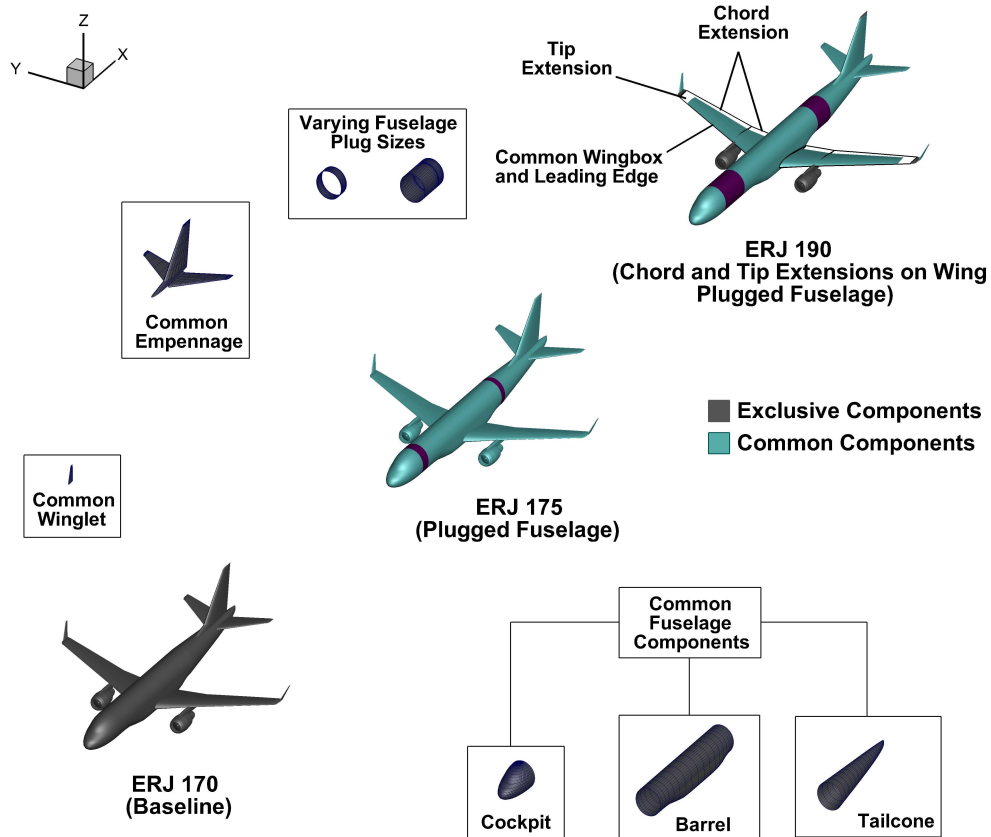 Z
X
Y
Chord
Extension
Tip
Extension
Varying Fuselage
Plug Sizes
Common Wingbox
and Leading Edge
ERJ 190
(Chord and Tip Extensions on Wing
Plugged Fuselage)
Common
Empennage
Exclusive Components
Common Components
Common
Winglet
ERJ 175
(Plugged Fuselage)
Common
Fuselage
Components
ERJ 170
(Baseline)
Cockpit
Barrel
Tailcone